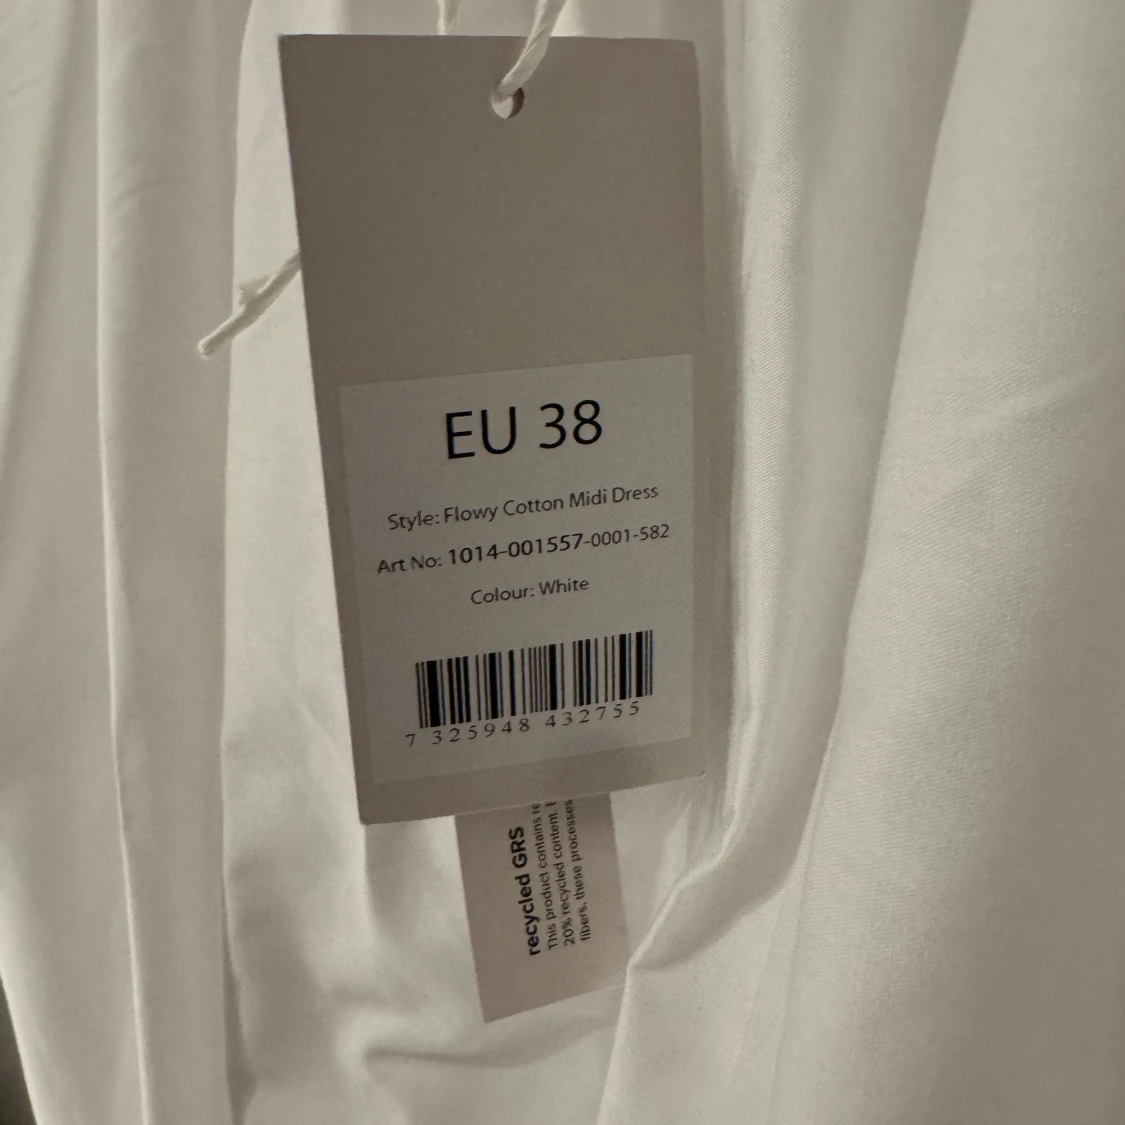 EU 38
Style: Flowy Cotton Midi Dress
Art No: 1014-001557-0001-582
Colour: White
7 325948 432755
recycled GRS
This product contains
20% recycled content.
fibers, these processes